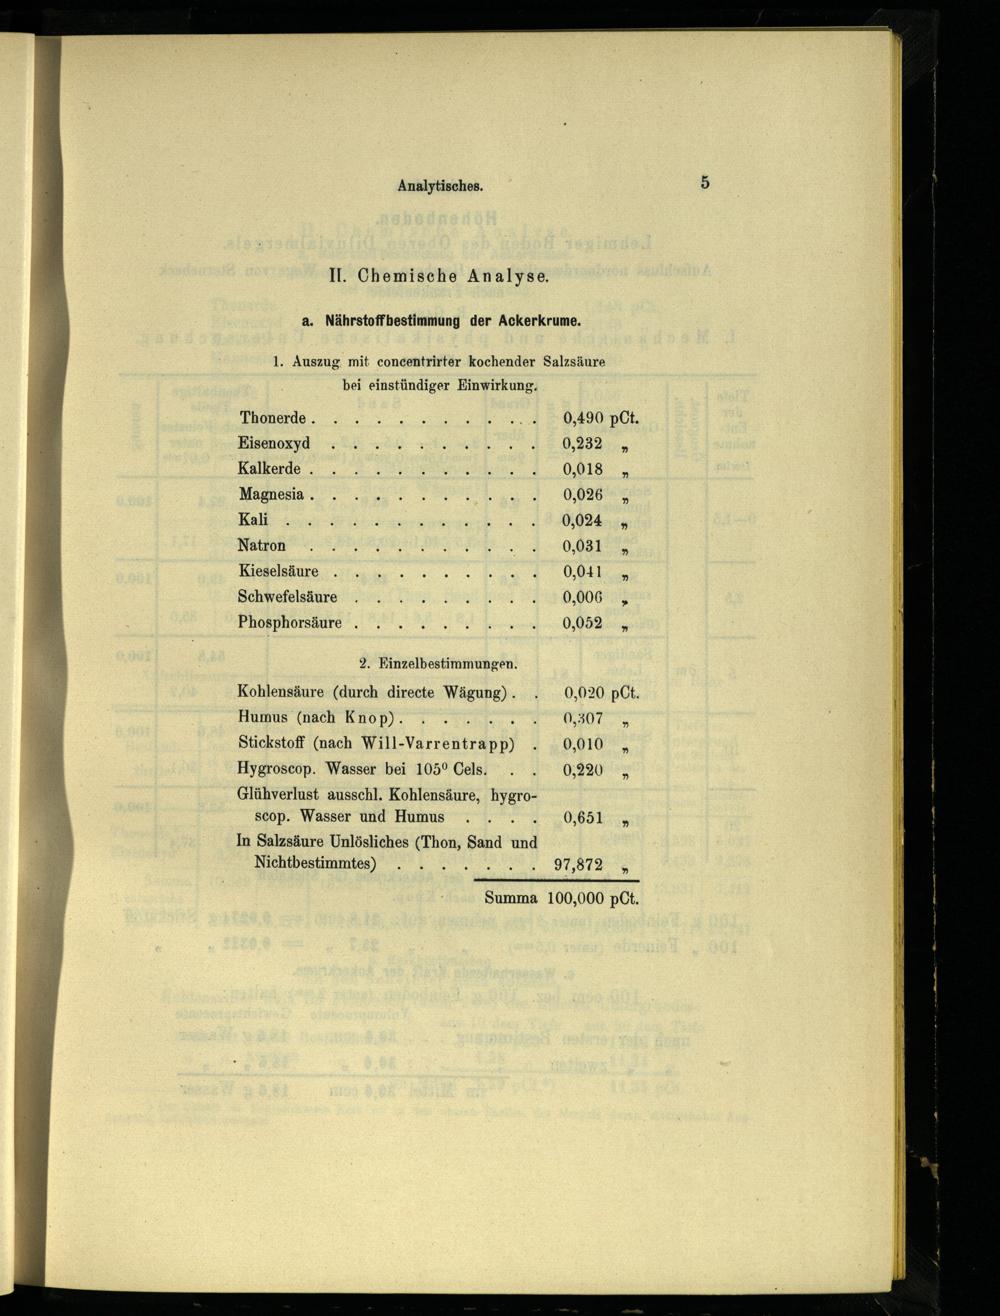 Analytisches. 5
II. Chemische Analyse.
a. Nährstoffbestimmung der Ackerkrume.
1. Auszug mit concentrirter kochender Salzsäure
bei einstündiger Einwirkung.
Thonerde . . . . . . . . . . . . 0,490 pCt.
Eisenoxyd . . . . . . . . . . . 0,232 „
Kalkerde . . . . . . . . . . . . 0,018 „
Magnesia . . . . . . . . . . . . 0,026 „
Kali . . . . . . . . . . . . . . 0,024 „
Natron . . . . . . . . . . . . . 0,031 „
Kieselsäure . . . . . . . . . . . 0,041 „
Schwefelsäure . . . . . . . . . . 0,006 „
Phosphorsäure . . . . . . . . . . 0,052 „
2. Einzelbestimmungen.
Kohlensäure (durch directe Wägung) . . 0,020 pCt.
Humus (nach Knop) . . . . . . . . 0,307 „
Stickstoff (nach Will-Varrentrapp) . 0,010 „
Hygroscop. Wasser bei 105⁰ Cels. . . 0,220 „
Glühverlust ausschl. Kohlensäure, hygro-
scop. Wasser und Humus . . . . 0,651 „
In Salzsäure Unlösliches (Thon, Sand und
Nichtbestimmtes) . . . . . . . . 97,872 „
Summa 100,000 pCt.